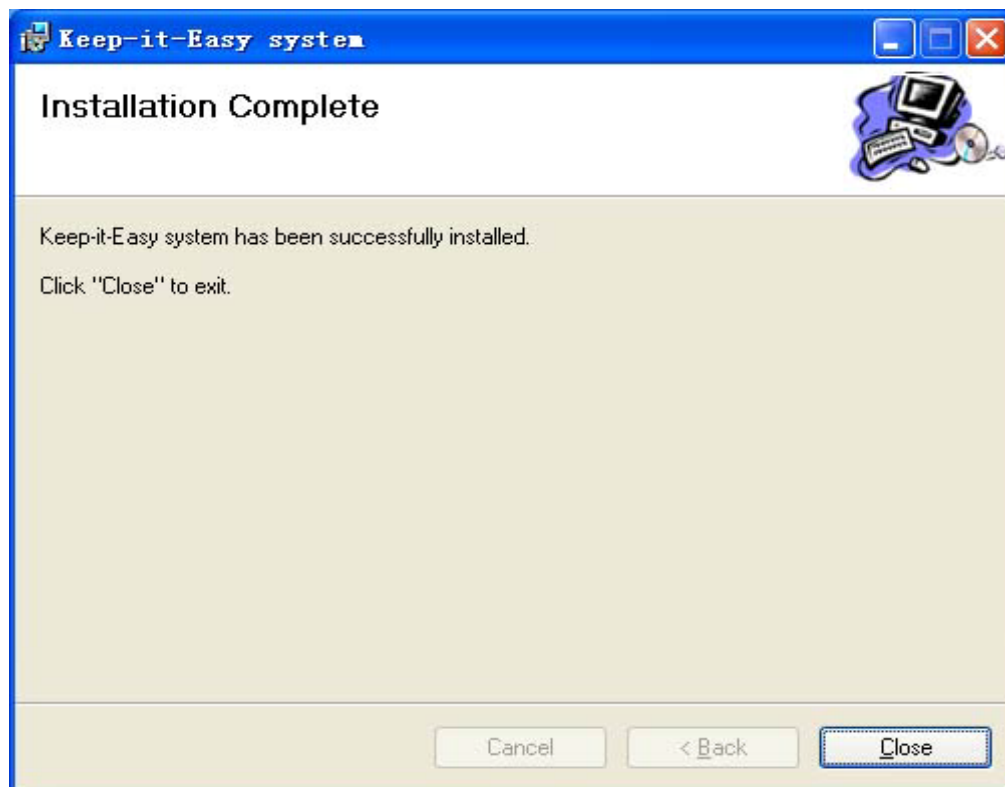 Keep-it-Easy system
Installation Complete
Keep-it-Easy system has been successfully installed.
Click "Close" to exit.
Cancel
< Back
Close